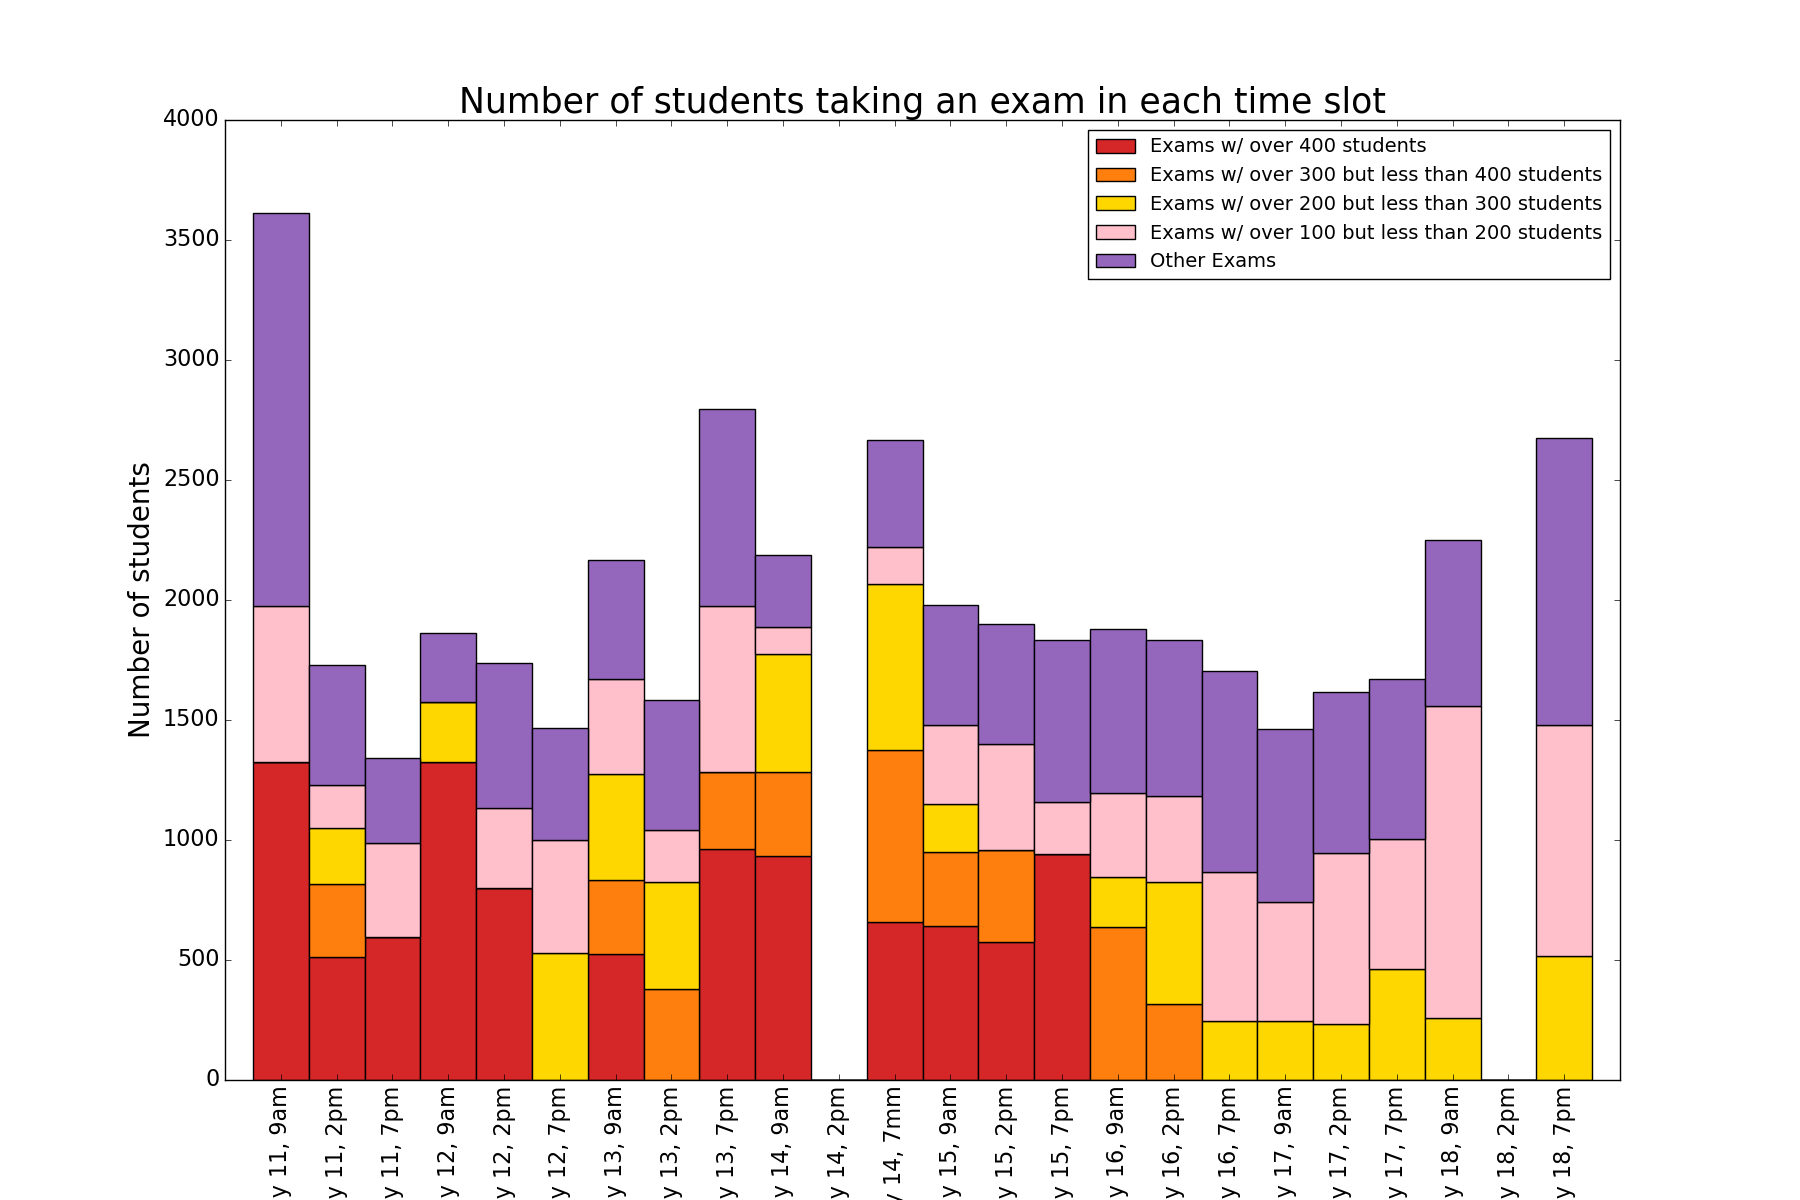 Number of students taking an exam in each time slot
4000
3500
3000
2500
2000
1500
1000
500
0
Number of students
Exams w/ over 400 students
Exams w/ over 300 but less than 400 students
Exams w/ over 200 but less than 300 students
Exams w/ over 100 but less than 200 students
Other Exams
y 11, 9am
y 11, 2pm
y 11, 7pm
y 12, 9am
y 12, 2pm
y 12, 7pm
y 13, 9am
y 13, 2pm
y 13, 7pm
y 14, 9am
y 14, 2pm
y 14, 7mm
y 15, 9am
y 15, 2pm
y 15, 7pm
y 16, 9am
y 16, 2pm
y 16, 7pm
y 17, 9am
y 17, 2pm
y 17, 7pm
y 18, 9am
y 18, 2pm
y 18, 7pm